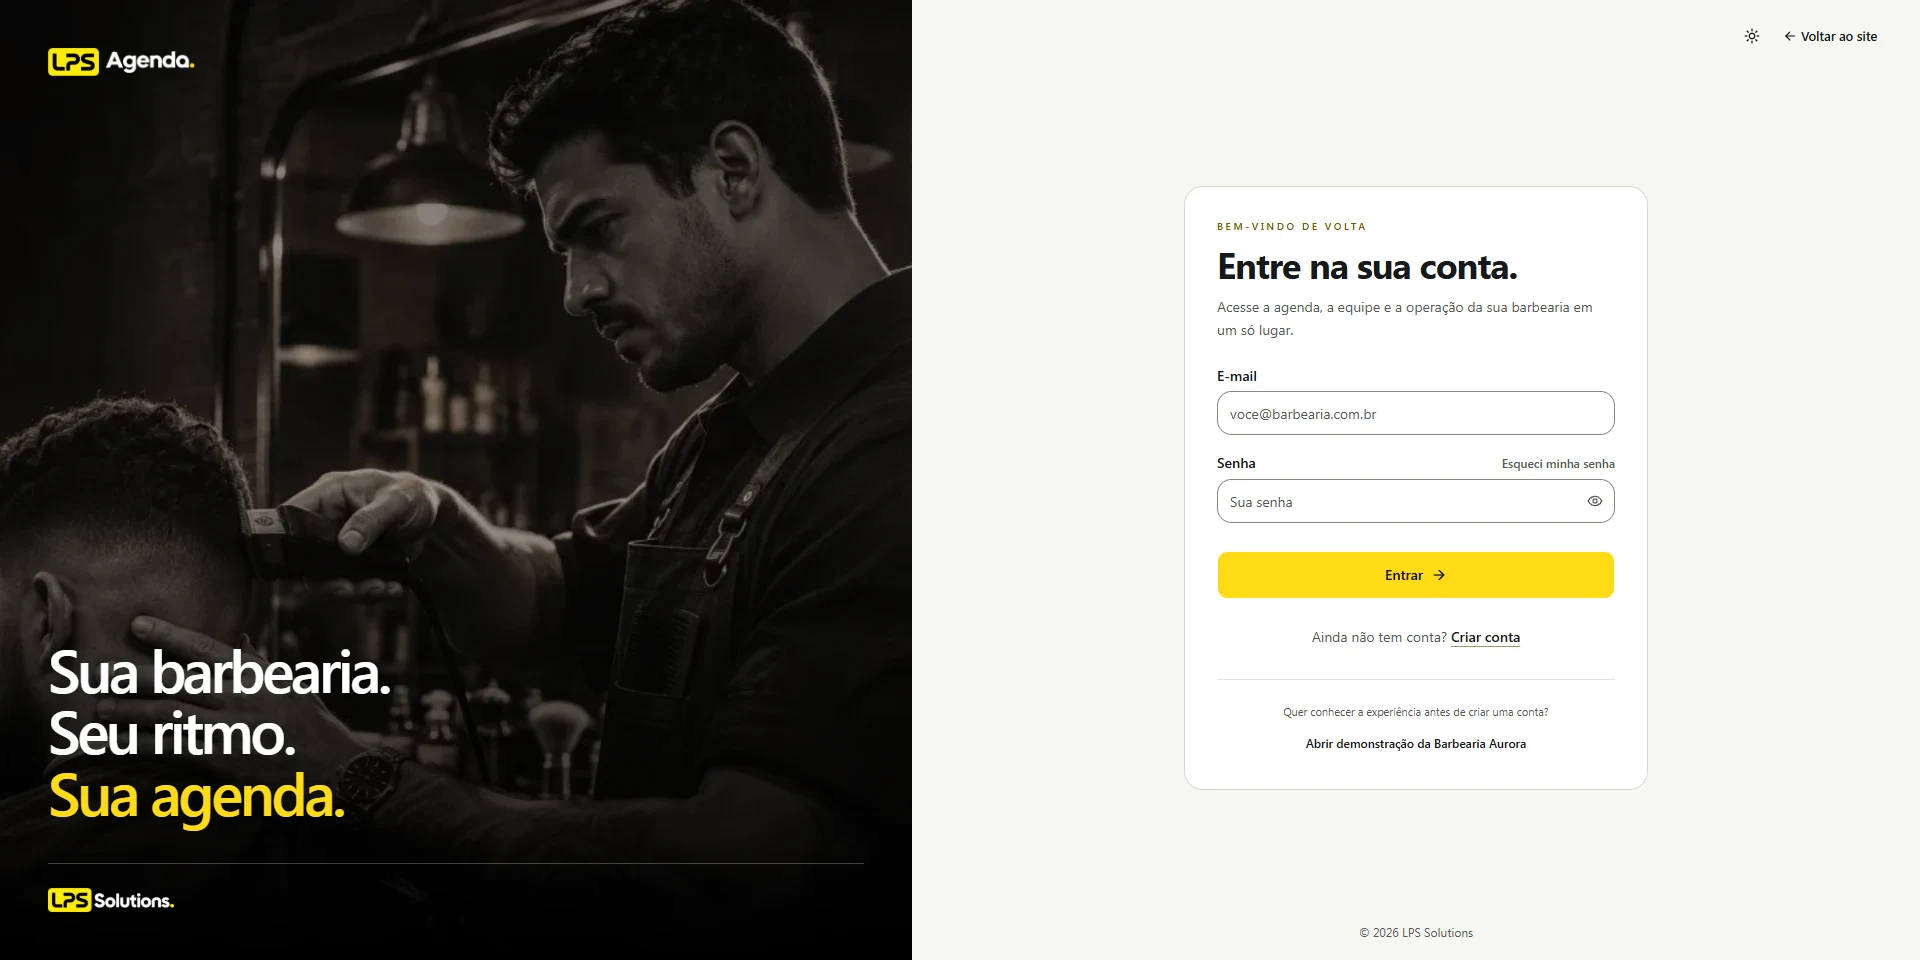 LPS Agenda.
Sua barbearia.
Seu ritmo.
Sua agenda.
LPS Solutions.
Voltar ao site
BEM-VINDO DE VOLTA
Entre na sua conta.
Acesse a agenda, a equipe e a operação da sua barbearia em
um só lugar.
E-mail
voce@barbearia.com.br
Senha Esqueci minha senha
Sua senha
Entrar
Ainda não tem conta? Criar conta
Quer conhecer a experiência antes de criar uma conta?
Abrir demonstração da Barbearia Aurora
© 2026 LPS Solutions